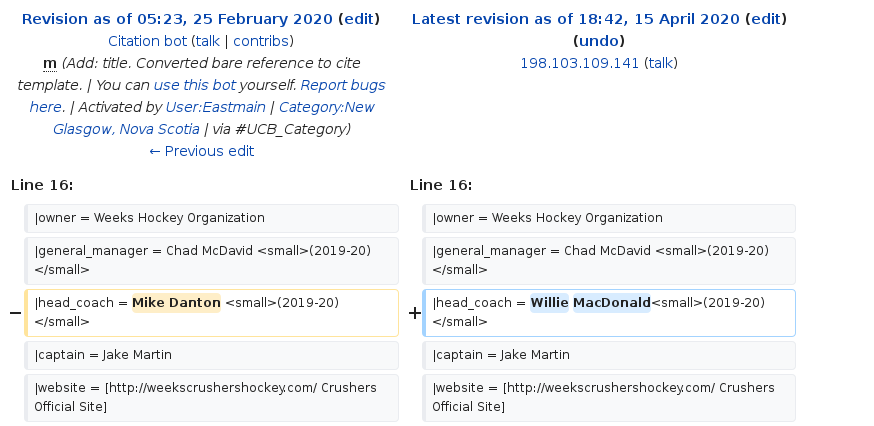 Revision as of 05:23, 25 February 2020 (edit)
Citation bot (talk | contribs)
m (Add: title. Converted bare reference to cite
template. | You can use this bot yourself. Report bugs
here. | Activated by User:Eastmain | Category:New
Glasgow, Nova Scotia | via #UCB_Category)
← Previous edit
Latest revision as of 18:42, 15 April 2020 (edit)
(undo)
198.103.109.141 (talk)
Line 16:
Line 16:
|owner = Weeks Hockey Organization
|owner = Weeks Hockey Organization
|general_manager = Chad McDavid <small>(2019-20)
</small>
|general_manager = Chad McDavid <small>(2019-20)
</small>
− |head_coach = Mike Danton <small>(2019-20)
</small>
+ |head_coach = Willie MacDonald<small>(2019-20)
</small>
|captain = Jake Martin
|captain = Jake Martin
|website = [http://weekscrushershockey.com/ Crushers
Official Site]
|website = [http://weekscrushershockey.com/ Crushers
Official Site]